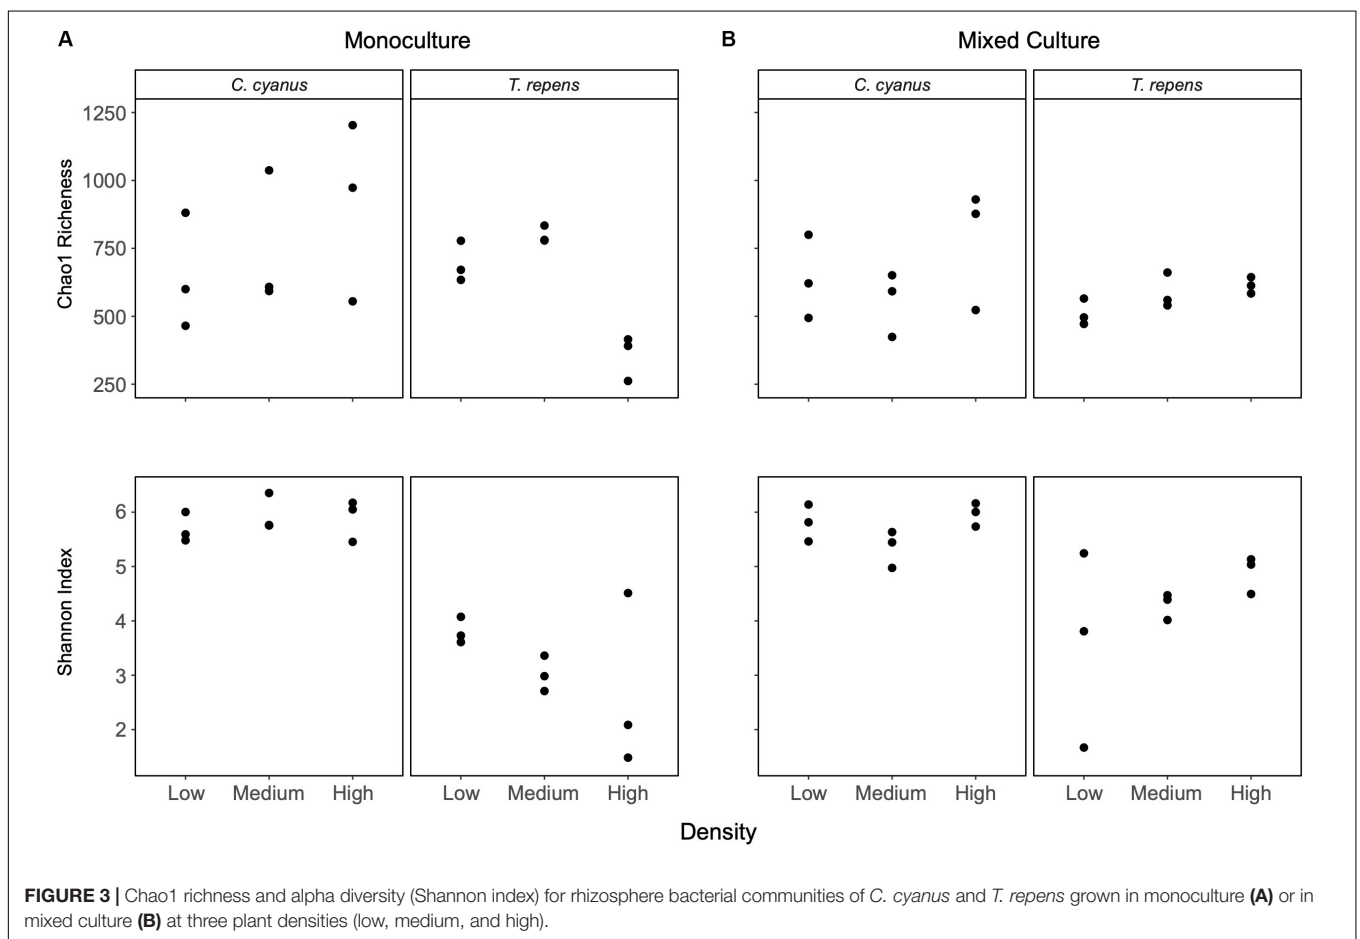 A Monoculture B Mixed Culture
C. cyanus T. repens C. cyanus T. repens
Chao1 Richeness
1250
1000
750
500
250
Shannon Index
6
5
4
3
2
Low Medium High Low Medium High Low Medium High Low Medium High
Density
FIGURE 3 | Chao1 richness and alpha diversity (Shannon index) for rhizosphere bacterial communities of C. cyanus and T. repens grown in monoculture (A) or in
mixed culture (B) at three plant densities (low, medium, and high).